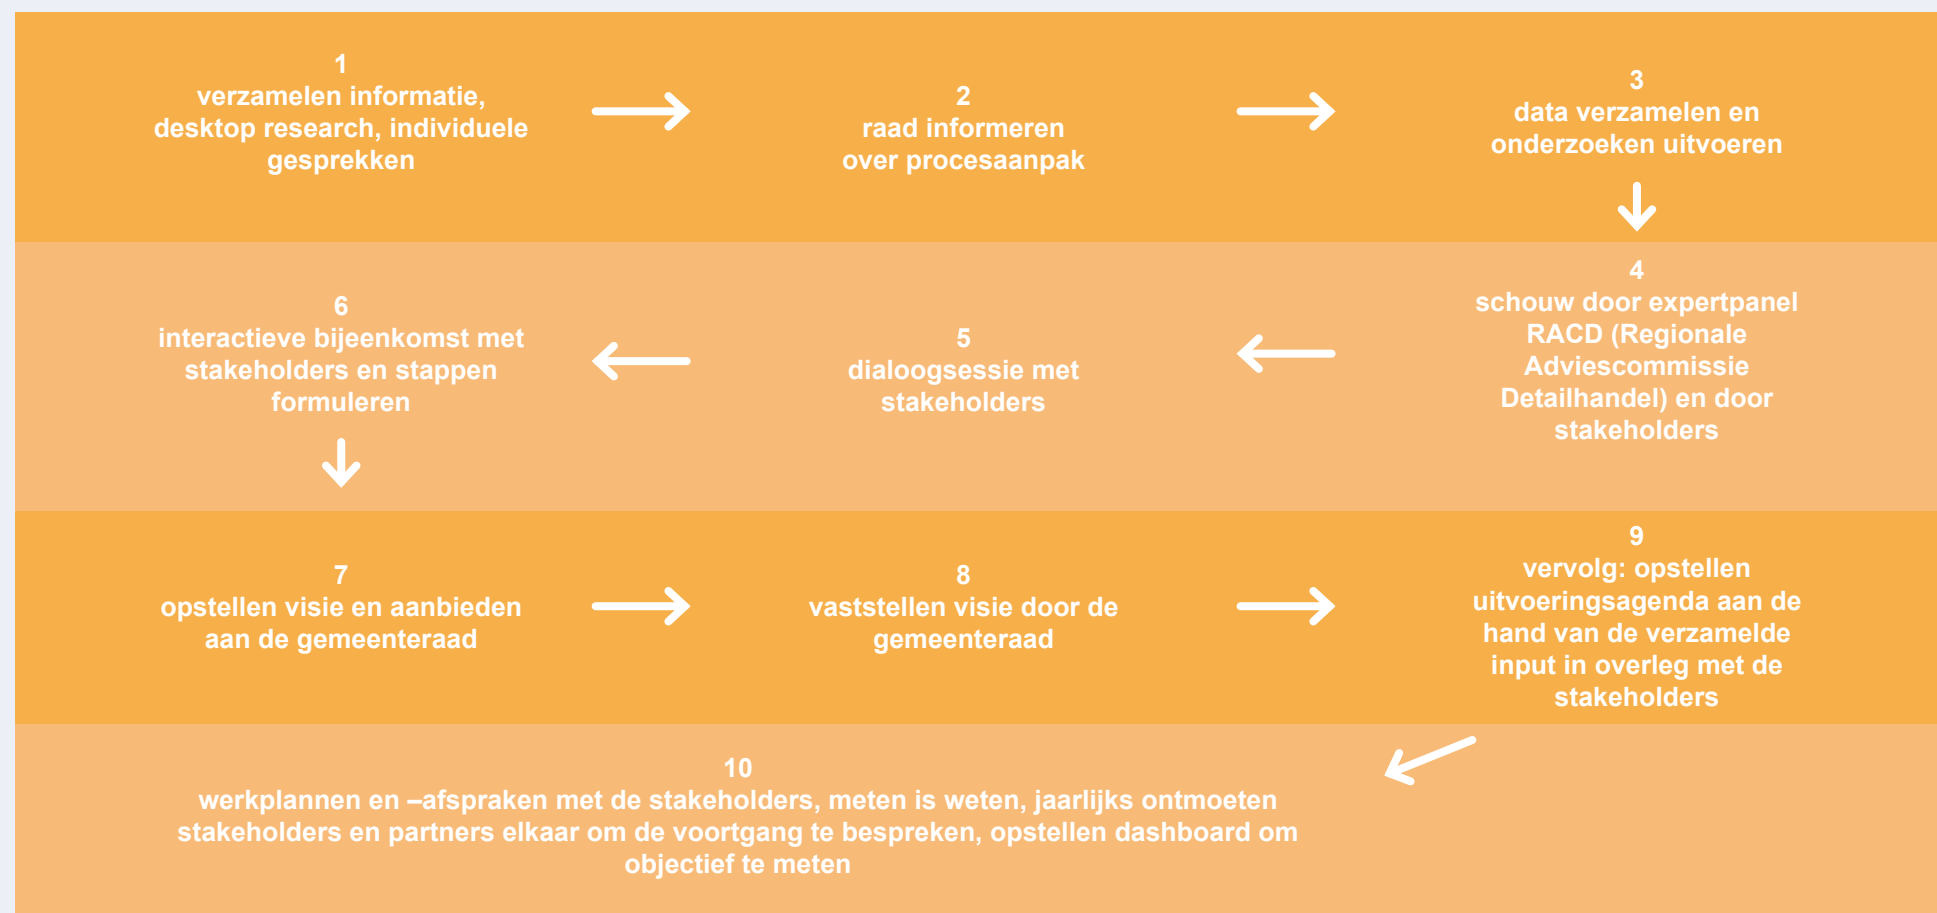 1
verzamelen informatie,
desktop research, individuele
gesprekken
2
raad informeren
over procesaanpak
3
data verzamelen en
onderzoeken uitvoeren
4
schouw door expertpanel
RACD (Regionale
Adviescommissie
Detailhandel) en door
stakeholders
5
dialoogsessie met
stakeholders
6
interactieve bijeenkomst met
stakeholders en stappen
formuleren
7
opstellen visie en aanbieden
aan de gemeenteraad
8
vaststellen visie door de
gemeenteraad
9
vervolg: opstellen
uitvoeringsagenda aan de
hand van de verzamelde
input in overleg met de
stakeholders
10
werkplannen en –afspraken met de stakeholders, meten is weten, jaarlijks ontmoeten
stakeholders en partners elkaar om de voortgang te bespreken, opstellen dashboard om
objectief te meten